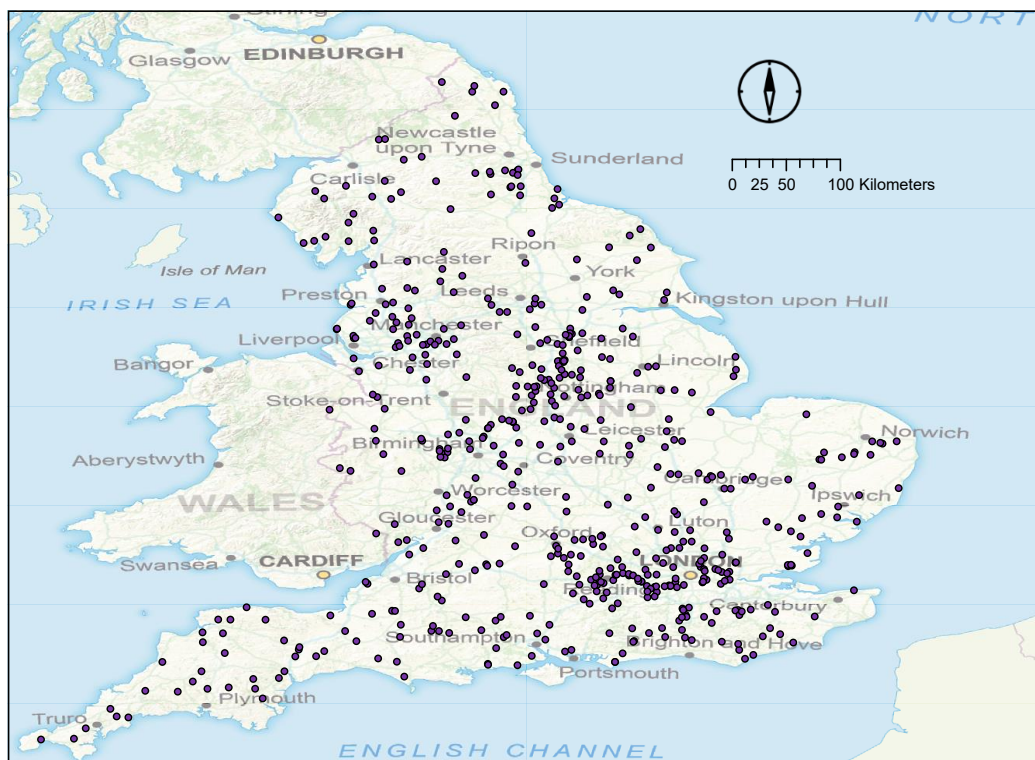 Stirling
NORT
Glasgow
EDINBURGH
Newcastle
upon Tyne
Sunderland
Carlisle
0 25 50 100 Kilometers
Ripon
Isle of Man
Lancaster
York
IRISH SEA
Preston
Leeds
Kingston upon Hull
Manchester
Liverpool
Sheffield
Bangor
Chester
Lincoln
Stoke-on-Trent
Nottingham
ENGLAND
Birmingham
Leicester
Norwich
Aberystwyth
Coventry
Cambridge
WALES
Worcester
Ipswich
Gloucester
Oxford
Luton
Swansea
CARDIFF
LONDON
Bristol
Reading
Canterbury
Southampton
Brighton and Hove
Portsmouth
Plymouth
Truro
ENGLISH CHANNEL